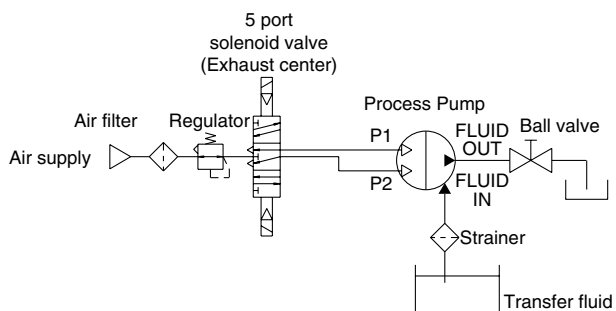 5 port
solenoid valve
(Exhaust center)
Process Pump
Air filter
Regulator
P1
FLUID
OUT
Ball valve
Air supply
P2
FLUID
IN
Strainer
Transfer fluid